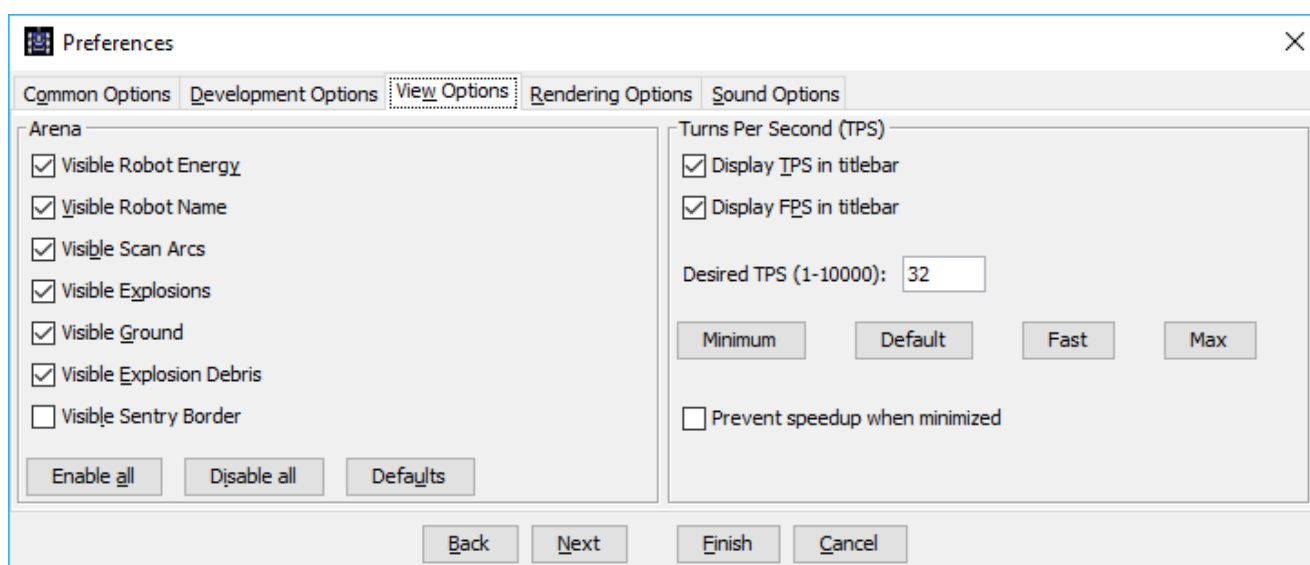 Preferences
Common Options Development Options View Options Rendering Options Sound Options
Arena
Visible Robot Energy
Visible Robot Name
Visible Scan Arcs
Visible Explosions
Visible Ground
Visible Explosion Debris
Visible Sentry Border
Enable all Disable all Defaults
Turns Per Second (TPS)
Display TPS in titlebar
Display FPS in titlebar
Desired TPS (1-10000): 32
Minimum Default Fast Max
Prevent speedup when minimized
Back Next Finish Cancel